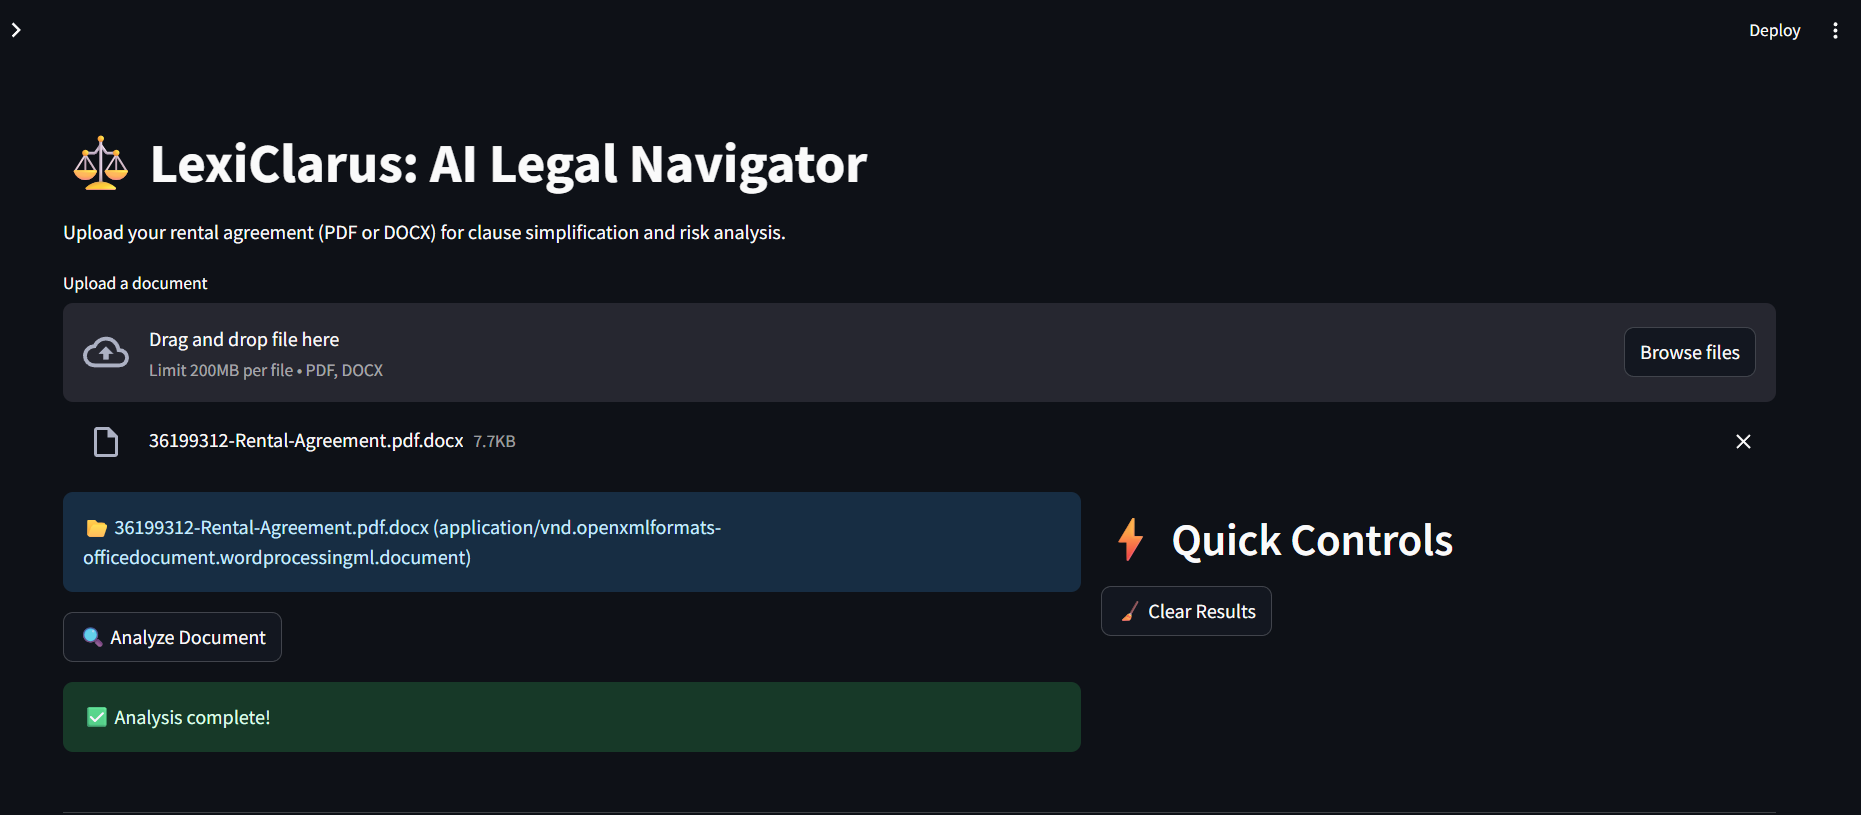 Deploy
LexiClarus: AI Legal Navigator
Upload your rental agreement (PDF or DOCX) for clause simplification and risk analysis.
Upload a document
Drag and drop file here
Limit 200MB per file • PDF, DOCX
Browse files
36199312-Rental-Agreement.pdf.docx 7.7KB
36199312-Rental-Agreement.pdf.docx (application/vnd.openxmlformats-
officedocument.wordprocessingml.document)
Analyze Document
Analysis complete!
Quick Controls
Clear Results